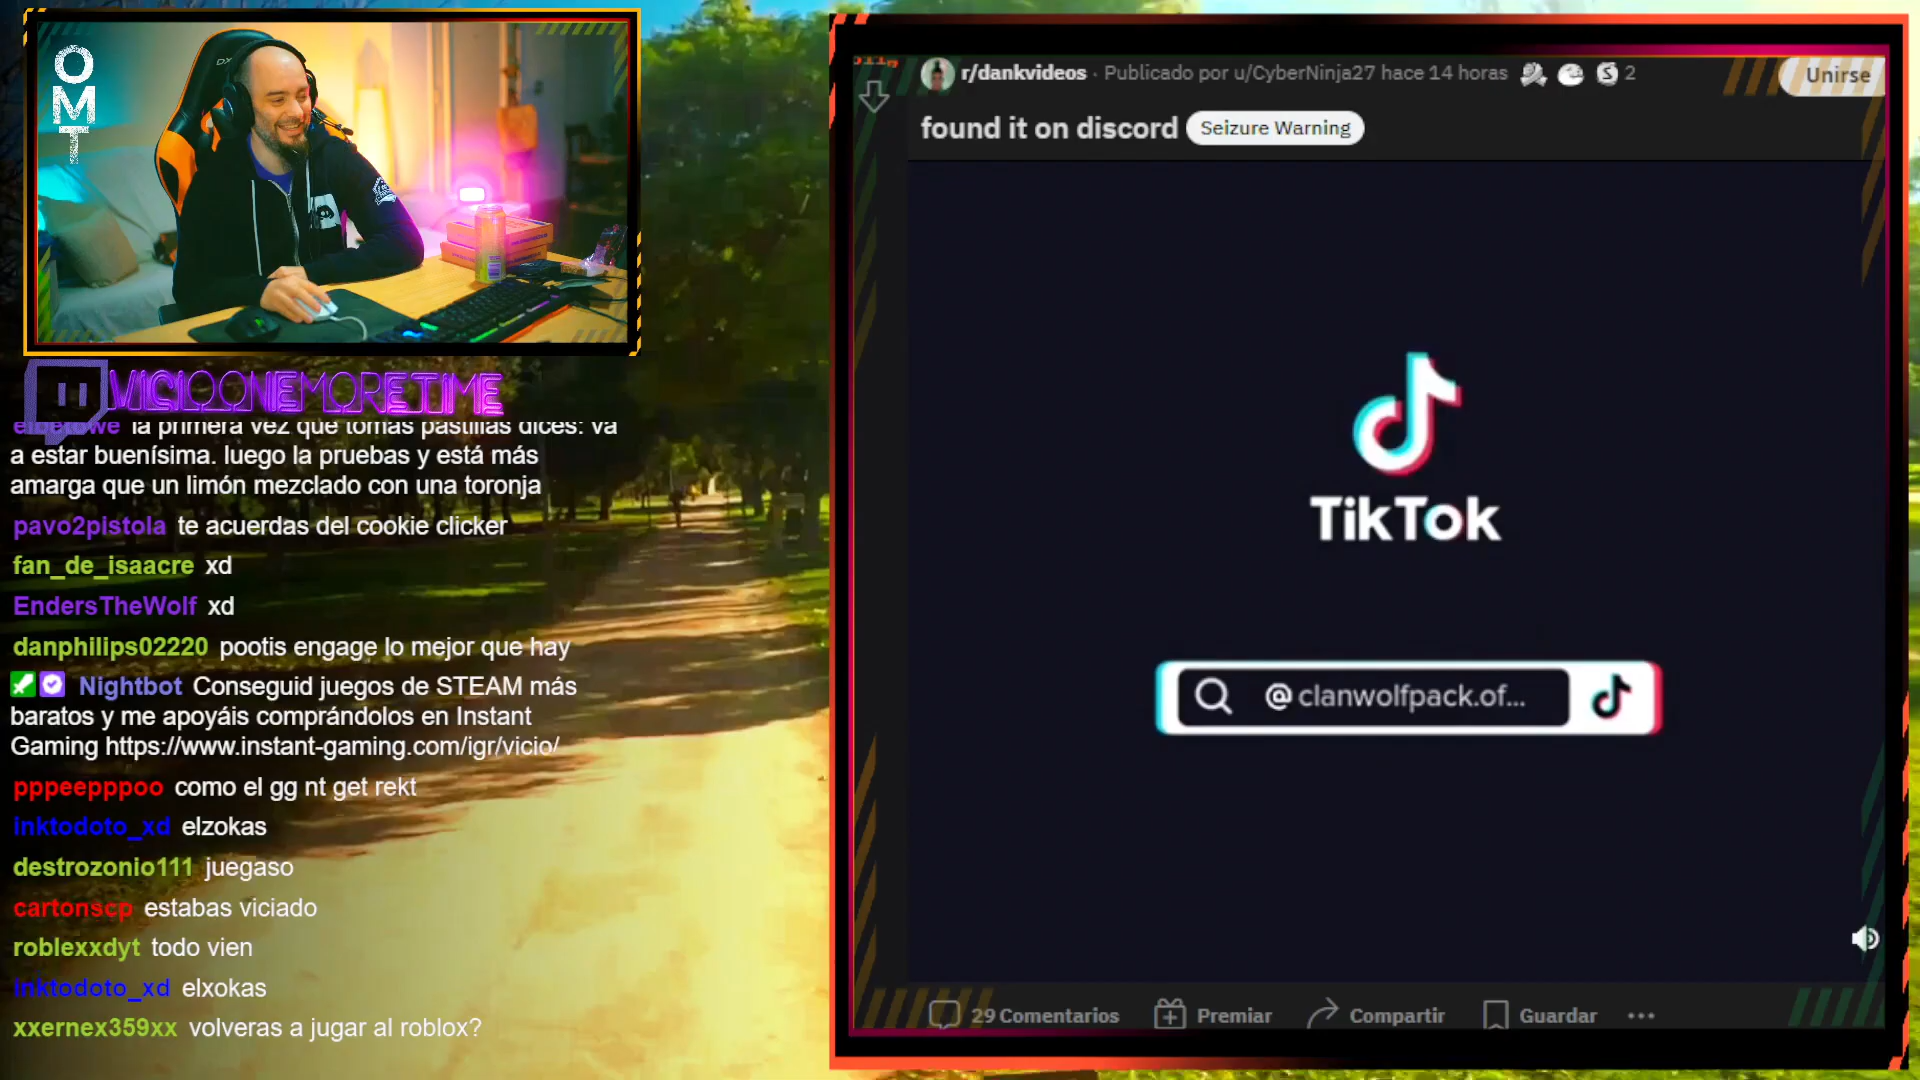 OMT
VICIOONEMORETIME
elbetowe la primera vez que tomas pastillas dices: va
a estar buenísima. luego la pruebas y está más
amarga que un limón mezclado con una toronja
pavo2pistola te acuerdas del cookie clicker
fan_de_isaacre xd
EndersTheWolf xd
danphilips02220 pootis engage lo mejor que hay
Nightbot Conseguid juegos de STEAM más
baratos y me apoyáis comprándolos en Instant
Gaming https://www.instant-gaming.com/igr/vicio/
pppeepppoo como el gg nt get rekt
inktodoto_xd elzokas
destrozonio111 juegaso
cartonscp estabas viciado
roblexxdyt todo vien
inktodoto_xd elxokas
xxernex359xx volveras a jugar al roblox?
r/dankvideos · Publicado por u/CyberNinja27 hace 14 horas 2 Unirse
found it on discord Seizure Warning
TikTok
@clanwolfpack.of...
29 Comentarios Premiar Compartir Guardar ...